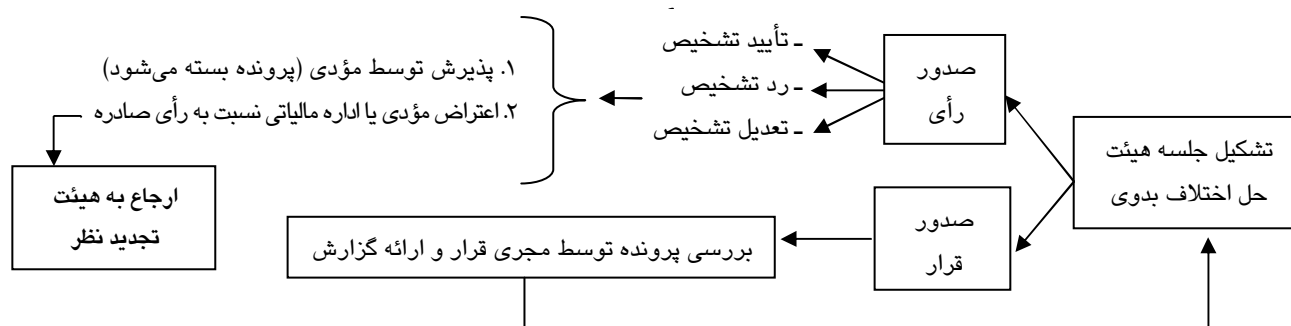 تشکیل جلسه هیئت
حل اختلاف بدوی
صدور
رأی
ـ تأیید تشخیص
ـ رد تشخیص
ـ تعدیل تشخیص
۱. پذیرش توسط مؤدی (پرونده بسته می‌شود)
۲. اعتراض مؤدی یا اداره مالیاتی نسبت به رأی صادره
ارجاع به هیئت
تجدید نظر
صدور
قرار
بررسی پرونده توسط مجری قرار و ارائه گزارش